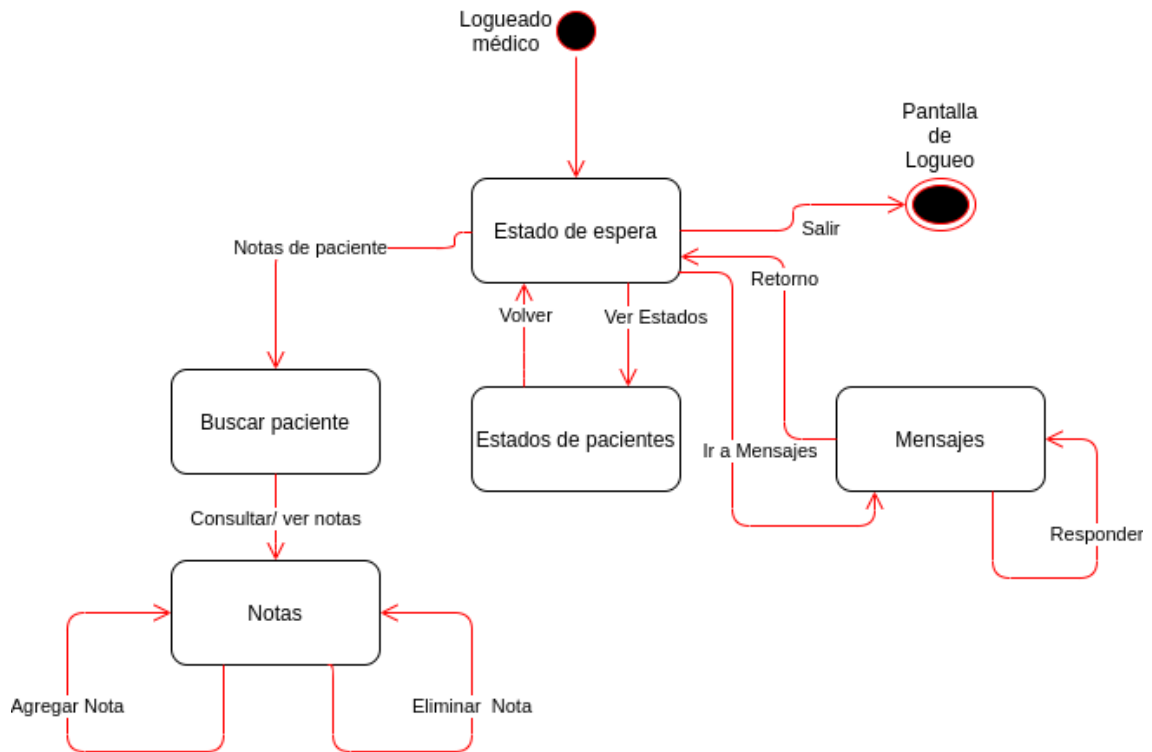 Logueado
médico
Pantalla
de
Logueo
Estado de espera
Salir
Notas de paciente
Retorno
Volver
Ver Estados
Buscar paciente
Estados de pacientes
Mensajes
Ir a Mensajes
Consultar/ ver notas
Responder
Notas
Agregar Nota
Eliminar  Nota